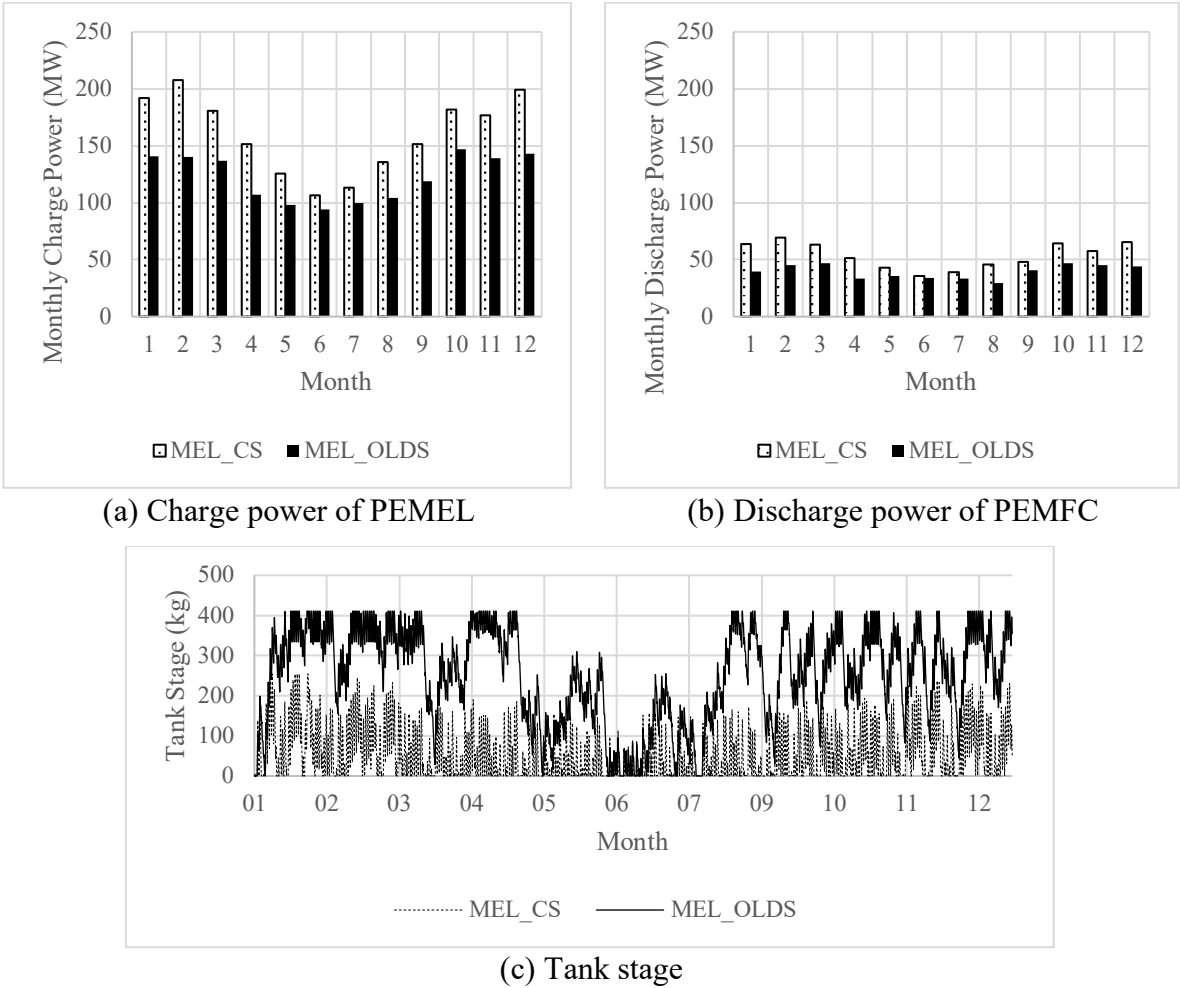 250
200
150
100
50
0
Monthly Charge Power (MW)
1 2 3 4 5 6 7 8 9 10 11 12
Month
MEL_CS MEL_OLDS
(a) Charge power of PEMEL
250
200
150
100
50
0
Monthly Discharge Power (MW)
1 2 3 4 5 6 7 8 9 10 11 12
Month
MEL_CS MEL_OLDS
(b) Discharge power of PEMFC
500
400
300
200
100
0
Tank Stage (kg)
01 02 03 04 05 06 07 09 10 11 12
Month
MEL_CS MEL_OLDS
(c) Tank stage